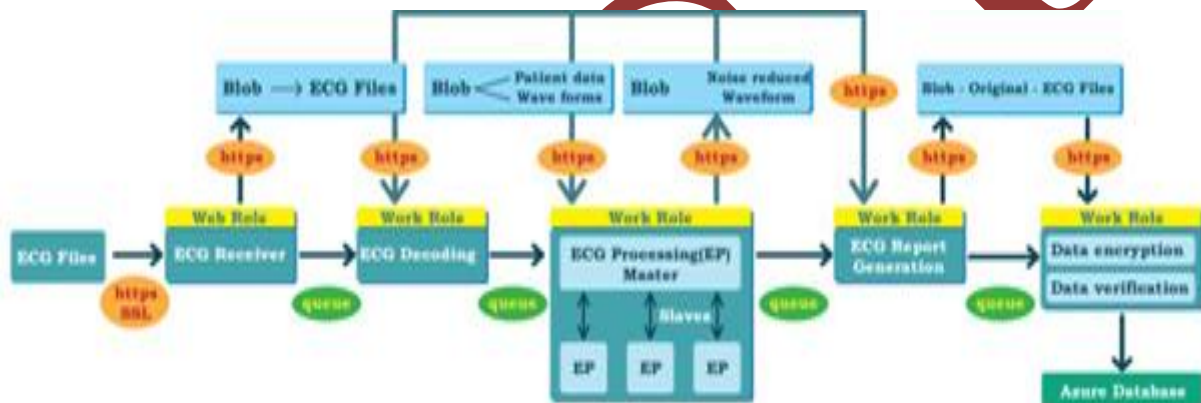 Blob → ECG Files
Blob
Patient data
Wave forms
Blob
Noise reduced
Waveform
https
Blob - Original - ECG Files
https
https
https
https
https
https
Web Role
Work Role
Work Role
Work Role
Work Role
ECG Files
ECG Receiver
ECG Decoding
ECG Processing(EP)
Master
ECG Report
Generation
Data encryption
Data verification
https
SSL
queue
queue
queue
queue
Slaves
EP
EP
EP
Azure Database